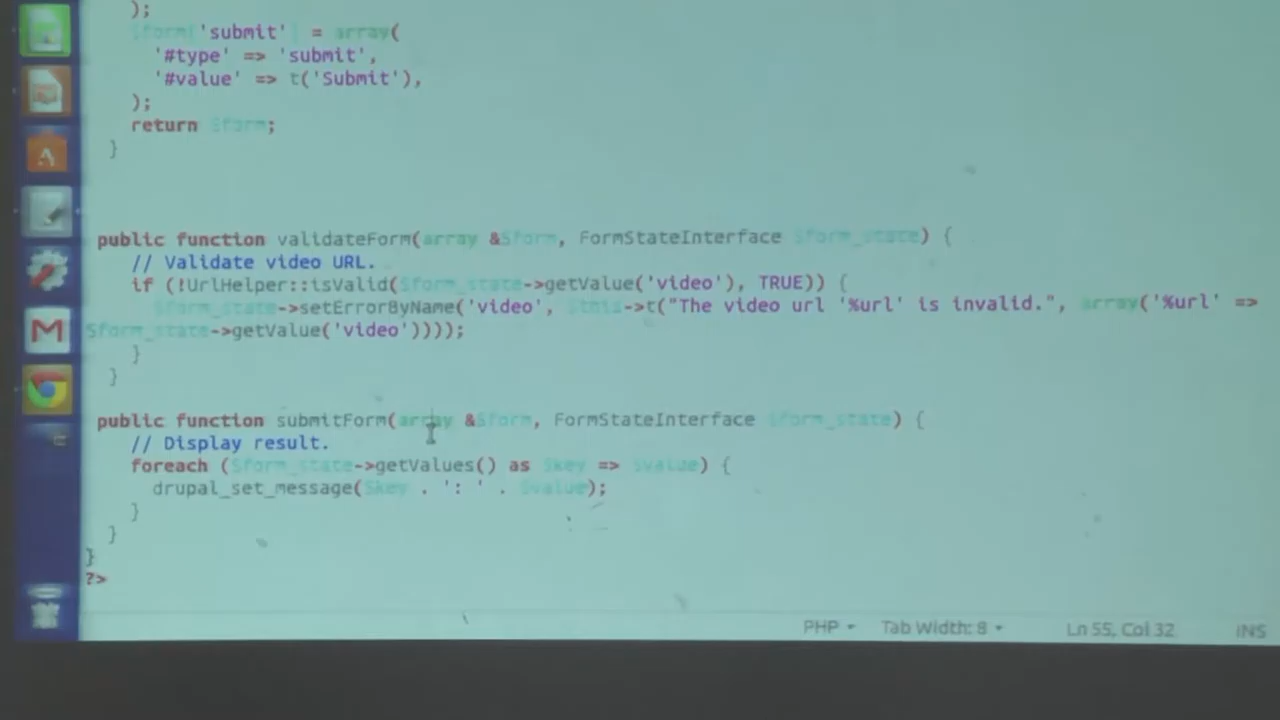 );
$form['submit'] = array(
'#type' => 'submit',
'#value' => t('Submit'),
);
return $form;
}
public function validateForm(array &$form, FormStateInterface $form_state) {
// Validate video URL.
if (!UrlHelper::isValid($form_state->getValue('video'), TRUE)) {
$form_state->setErrorByName('video', $this->t("The video url '%url' is invalid.", array('%url' =>
$form_state->getValue('video'))));
}
}
public function submitForm(array &$form, FormStateInterface $form_state) {
// Display result.
foreach ($form_state->getValues() as $key => $value) {
drupal_set_message($key . ': ' . $value);
}
}
}
?>
PHP Tab Width: 8 Ln 55, Col 32 INS